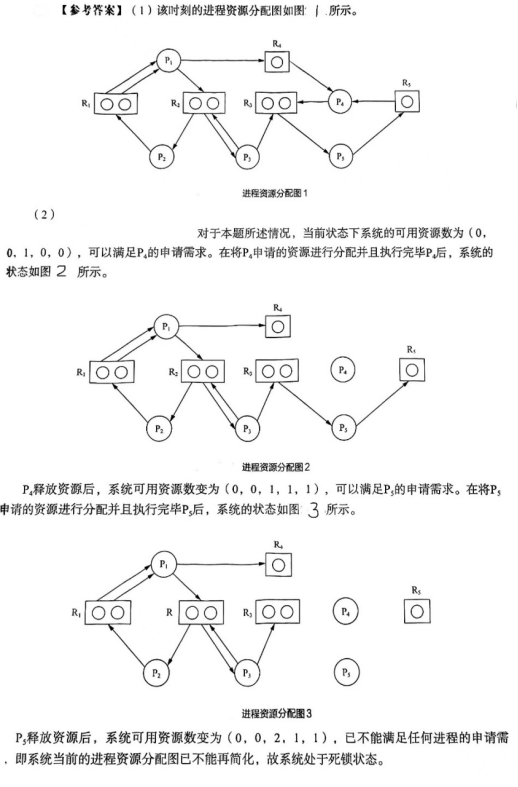 【参考答案】（1）该时刻的进程资源分配图如图 1 所示。
R₄
P₁
R₅
R₁
R₂
R₃
P₄
P₂
P₃
P₅
进程资源分配图1
（2）
对于本题所述情况，当前状态下系统的可用资源数为（0，
0，1，0，0），可以满足P₄的申请需求。在将P₄申请的资源进行分配并且执行完毕P₄后，系统的
状态如图 2 所示。
R₄
P₁
R₅
R₁
R₂
R₃
P₄
P₂
P₃
P₅
进程资源分配图2
P₄释放资源后，系统可用资源数变为（0，0，1，1，1），可以满足P₅的申请需求。在将P₅
申请的资源进行分配并且执行完毕P₅后，系统的状态如图 3 所示。
R₄
P₁
R₅
R₁
R
R₃
P₄
P₂
P₃
P₅
进程资源分配图3
P₅释放资源后，系统可用资源数变为（0，0，2，1，1），已不能满足任何进程的申请需
．即系统当前的进程资源分配图已不能再简化，故系统处于死锁状态。